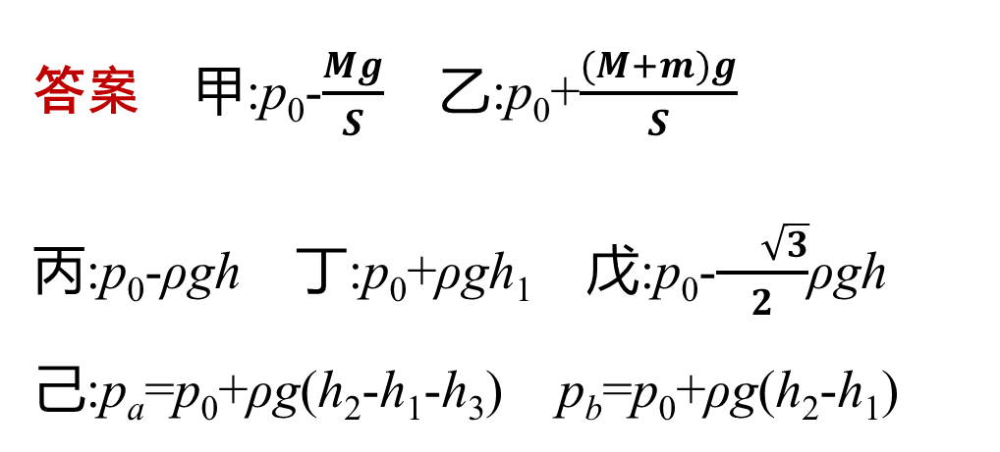 答案 甲:p₀-Mg/S 乙:p₀+(M+m)g/S
丙:p₀-ρgh 丁:p₀+ρgh₁ 戊:p₀-√3/2ρgh
己:pₐ=p₀+ρg(h₂-h₁-h₃) p_b=p₀+ρg(h₂-h₁)